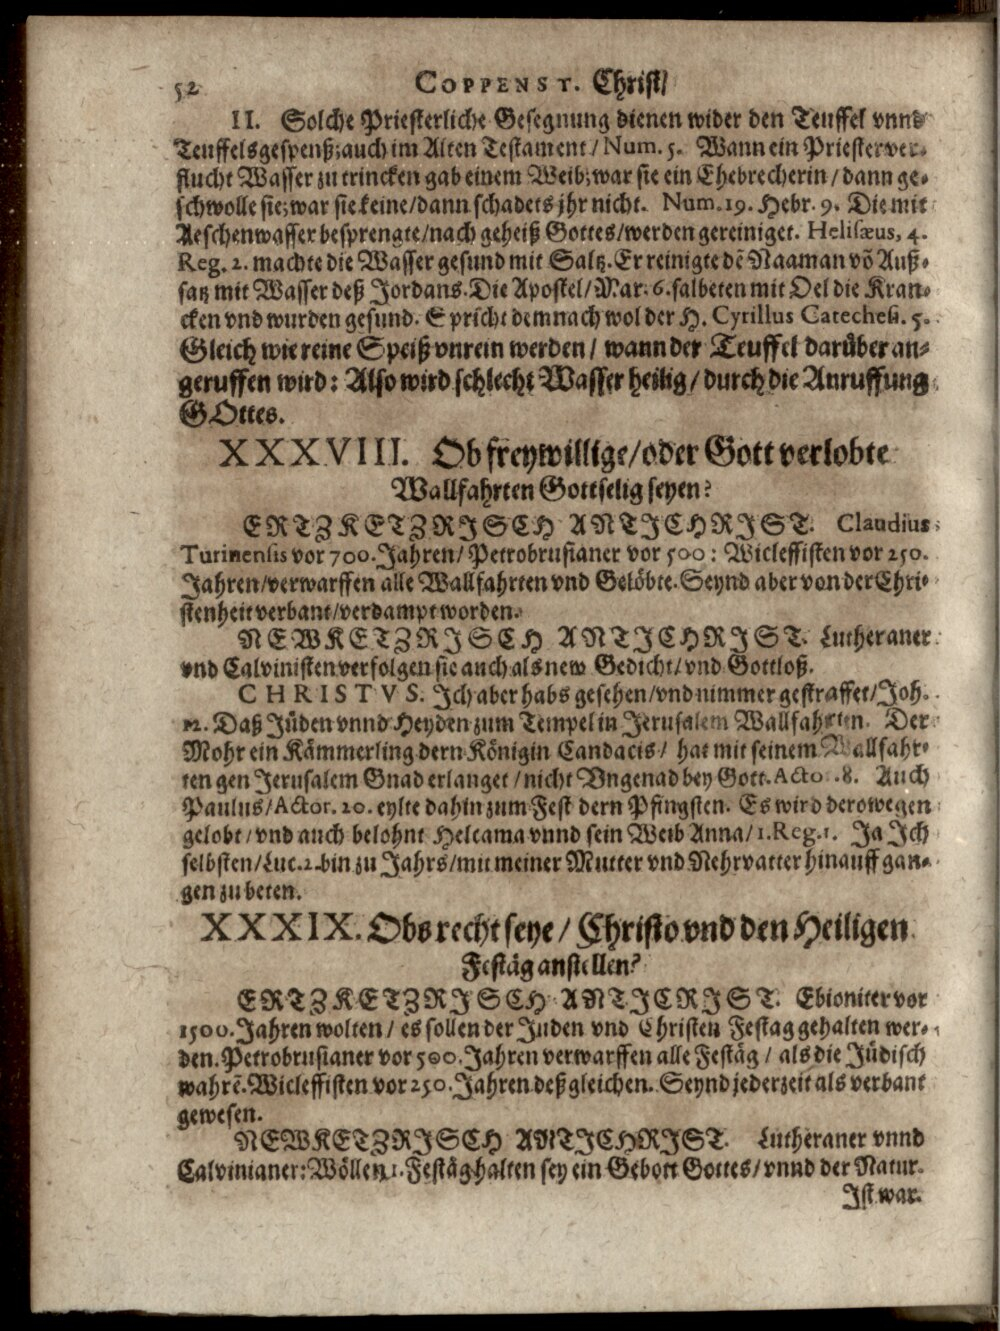 52 COPPENST. Christ/
II. Solche Priesterliche Gesegnung dienen wider den Teuffel vnnd
Teuffelsgespenß; auch im Alten Testament / Num. 5. Wann ein Priester ver-
flucht Wasser zu trincken gab einem Weib; war sie ein Ehebrecherin / dann ge-
schwolle sie; war sie keine / dann schadets jhr nicht. Num. 19. Hebr. 9. Die mit
Aeschenwasser besprengte / nach geheiß Gottes / werden gereiniget. Helisæus, 4.
Reg. 2. machte die Wasser gesund mit Saltz. Er reinigte dē Naaman vō Auß-
satz mit Wasser deß Jordans. Die Apostel / Mar. 6. salbeten mit Oel die Kran-
cken vnd wurden gesund. Spricht demnach wol der H. Cyrillus Catechesi. 5.
Gleich wie reine Speiß vnrein werden / wann der Teuffel darüber an-
geruffen wird: Also wird schlecht Wasser heilig / durch die Anruffung
GOttes.
XXXVIII. Ob freywillige / oder Gott verlobte
Wallfahrten Gottselig seyen?
ERTZKETZRISCH ANTICHRIST. Claudius
Turinensis vor 700. Jahren / Petrobrusianer vor 500: Wicleffisten vor 250.
Jahren / verwarffen alle Wallfahrten vnd Gelöbte. Seynd aber von der Chri-
stenheit verbant / verdampt worden.
NEWKETZRISCH ANTICHRIST. Lutheraner
vnd Calvinisten verfolgen sie auch als new Gedicht / vnd Gottloß.
CHRISTVS. Jch aber habs gesehen / vnd nimmer gestraffet / Joh.
12. Daß Jüden vnnd Heyden zum Tempel in Jerusalem Wallfahrten. Der
Mohr ein Kämmerling dern Königin Candacis / hat mit seinem Wallfahr-
ten gen Jerusalem Gnad erlanget / nicht Vngenad bey Gott. Acto. 8. Auch
Paulus / Actor. 20. eylte dahin zum Fest dern Pfingsten. Es wird derowegen
gelobt / vnd auch belohnt Helcama vnnd sein Weib Anna / 1. Reg. 1. Ja Jch
selbsten / Luc. 2. bin zu Jahrs / mit meiner Mutter vnd Nehrvatter hinauff gan-
gen zu beten.
XXXIX. Obs recht seye / Christo vnd den Heiligen
Festäg anstellen?
ERTZKETZRISCH ANTICRIST. Ebioniter vor
1500. Jahren wolten / es sollen der Juden vnd Christen Festag gehalten wer-
den. Petrobrusianer vor 500. Jahren verwarffen alle Festäg / als die Jüdisch
wahrē. Wicleffisten vor 250. Jahren deßgleichen. Seynd jederzeit als verbant
gewesen.
NEWKETZRISCH ANTICHRIST. Lutheraner vnnd
Calvinianer: Wöllen 1. Festäg halten sey ein Gebott Gottes / vnnd der Natur.
Jst war.